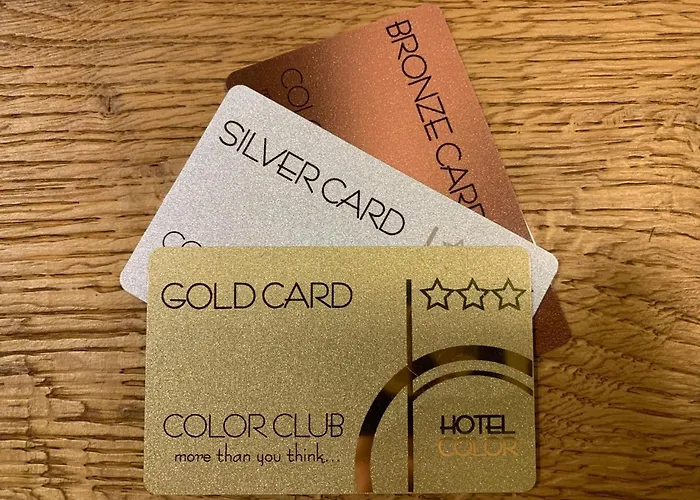 BRONZE CARD
SILVER CARD
GOLD CARD
COLOR CLUB
more than you think...
HOTEL
COLOR